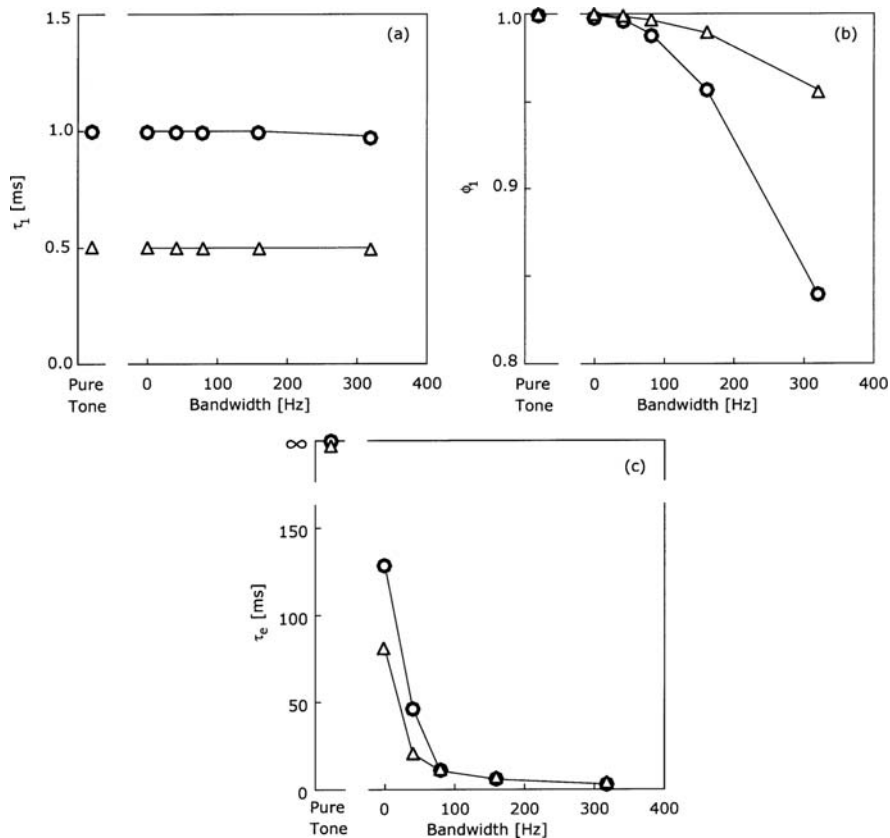 (a)
1.5
1.0
0.5
0.0
τ1 [ms]
Pure Tone
0 100 200 300 400
Bandwidth [Hz]
(b)
1.0
0.9
0.8
ϕ1
Pure Tone
0 100 200 300 400
Bandwidth [Hz]
(c)
∞
150
100
50
0
τe [ms]
Pure Tone
0 100 200 300 400
Bandwidth [Hz]